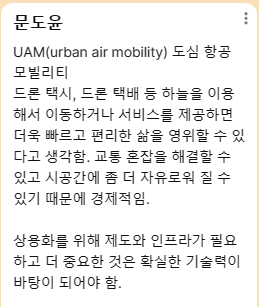 문도윤
UAM(urban air mobility) 도심 항공
모빌리티
드론 택시, 드론 택배 등 하늘을 이용
해서 이동하거나 서비스를 제공하면
더욱 빠르고 편리한 삶을 영위할 수 있
다고 생각함. 교통 혼잡을 해결할 수
있고 시공간에 좀 더 자유로워 질 수
있기 때문에 경제적임.

상용화를 위해 제도와 인프라가 필요
하고 더 중요한 것은 확실한 기술력이
바탕이 되어야 함.